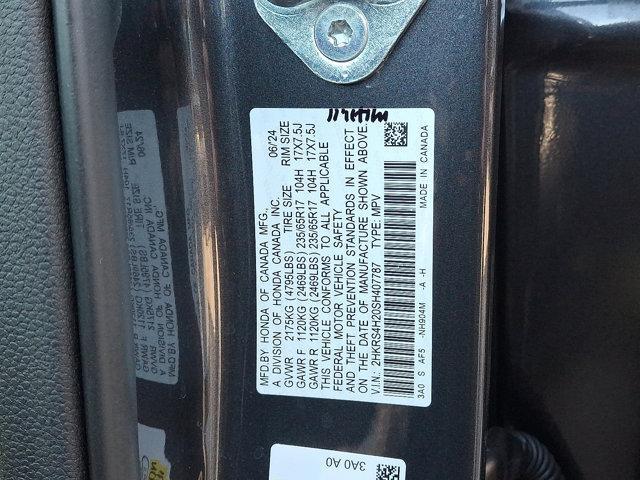 MFD.BY HONDA OF CANADA MFG., 06/24
A DIVISION OF HONDA CANADA INC.
TIRE SIZE RIM SIZE
GVWR 2175KG (4795LBS)
GAWR F 1120KG (2469LBS) 235/65R17 104H 17X7.5J
GAWR R 1120KG (2469LBS) 235/65R17 104H 17X7.5J
THIS VEHICLE CONFORMS TO ALL APPLICABLE
FEDERAL MOTOR VEHICLE SAFETY
AND THEFT PREVENTION STANDARDS IN EFFECT
ON THE DATE OF MANUFACTURE SHOWN ABOVE.
V.I.N.: 2HKRS4H20SH407787 TYPE: MPV
3A0 S AF5 -NH904M -A -H MADE IN CANADA
3A0 A0